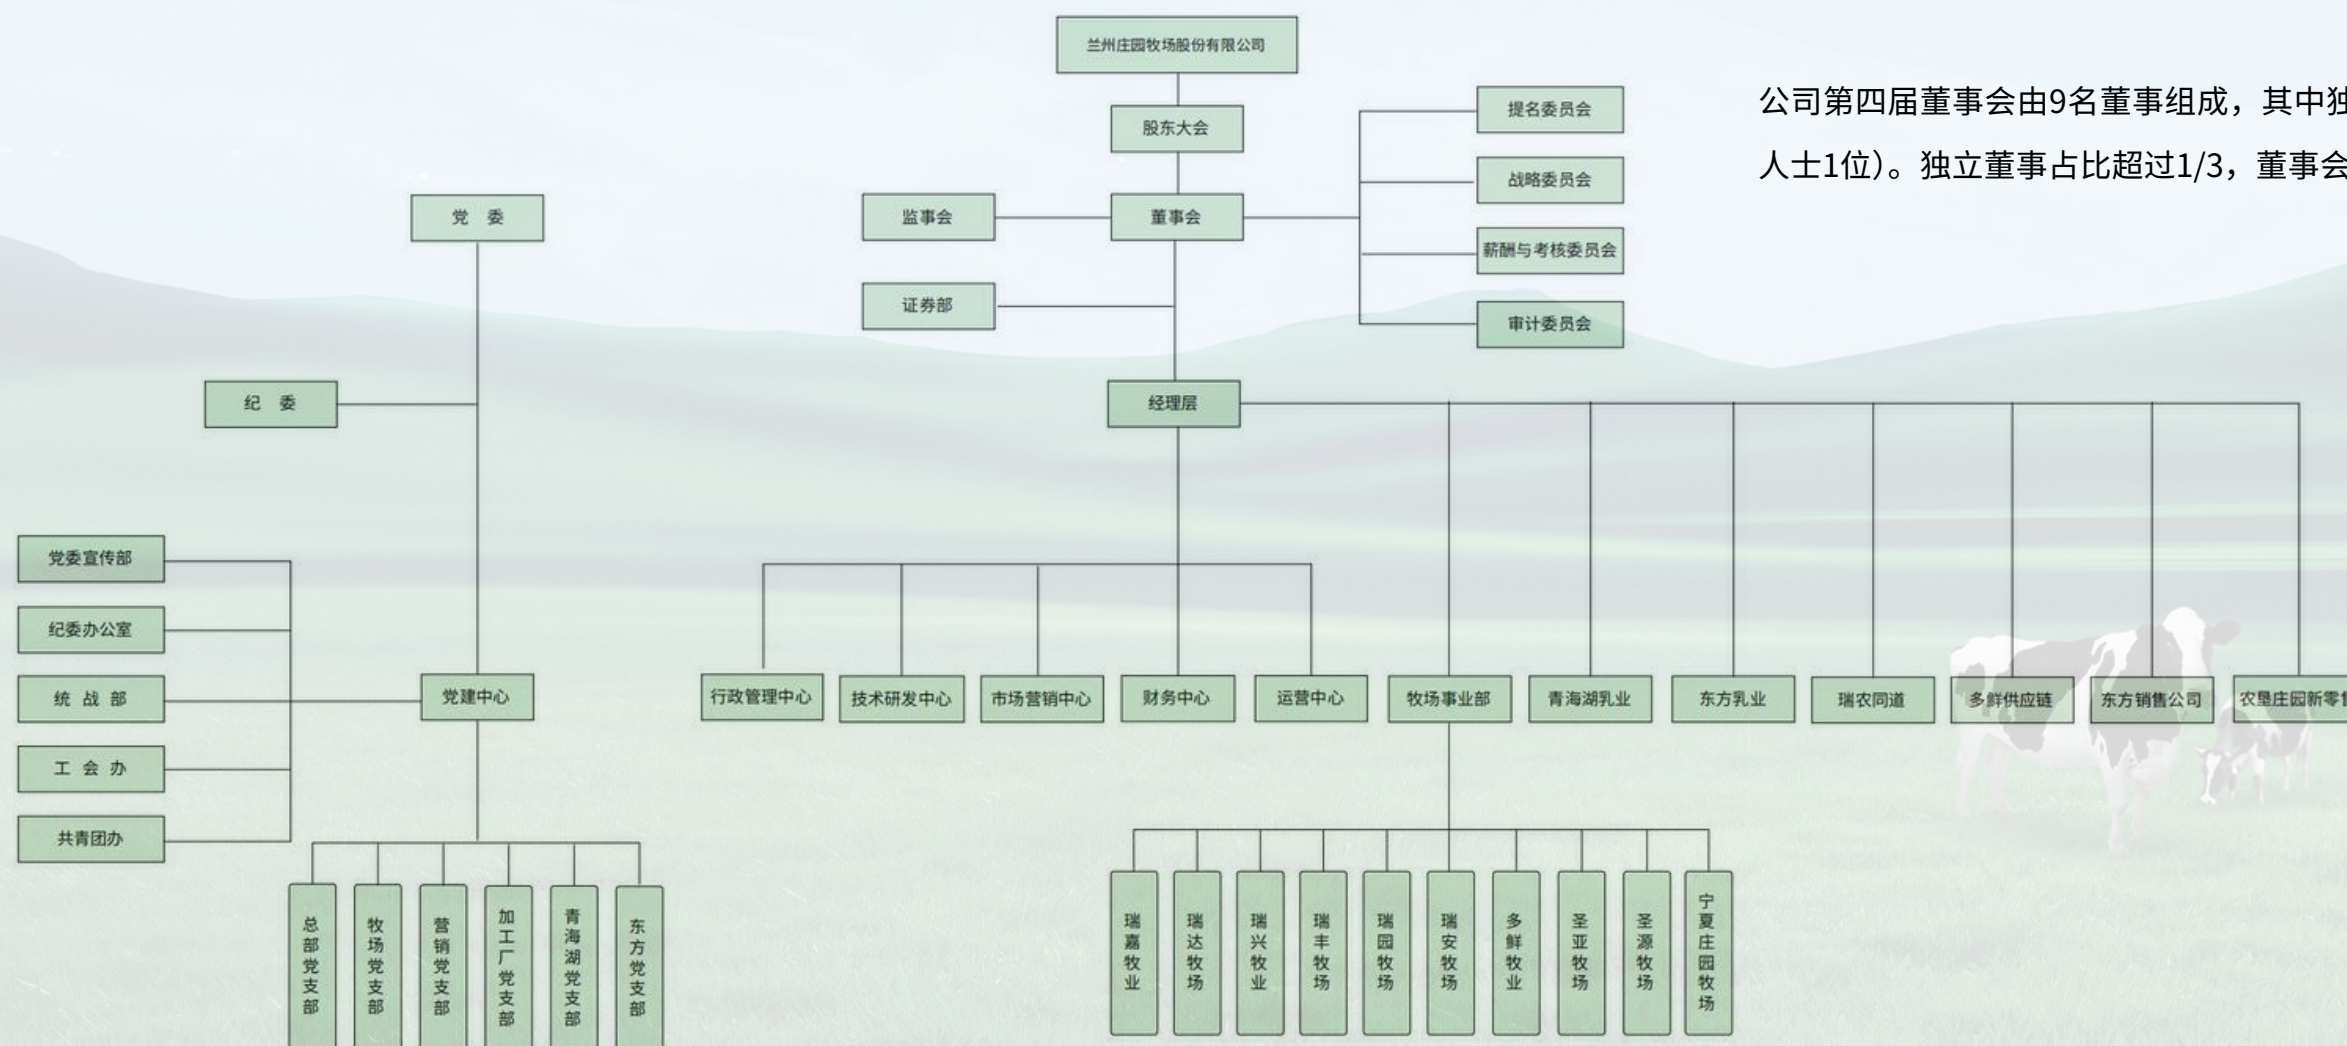 兰州庄园牧场股份有限公司
股东大会
监事会
董事会
证券部
经理层
提名委员会
战略委员会
薪酬与考核委员会
审计委员会
公司第四届董事会由9名董事组成，其中独
人士1位）。独立董事占比超过1/3，董事会
党 委
纪 委
党委宣传部
纪委办公室
统 战 部
工 会 办
共青团办
党建中心
总部党支部
牧场党支部
营销党支部
加工厂党支部
青海湖党支部
东方党支部
行政管理中心
技术研发中心
市场营销中心
财务中心
运营中心
牧场事业部
青海湖乳业
东方乳业
瑞农同道
多鲜供应链
东方销售公司
农垦庄园新零售
瑞嘉牧业
瑞达牧场
瑞兴牧业
瑞丰牧场
瑞园牧场
瑞安牧场
多鲜牧业
圣亚牧场
圣源牧场
宁夏庄园牧场